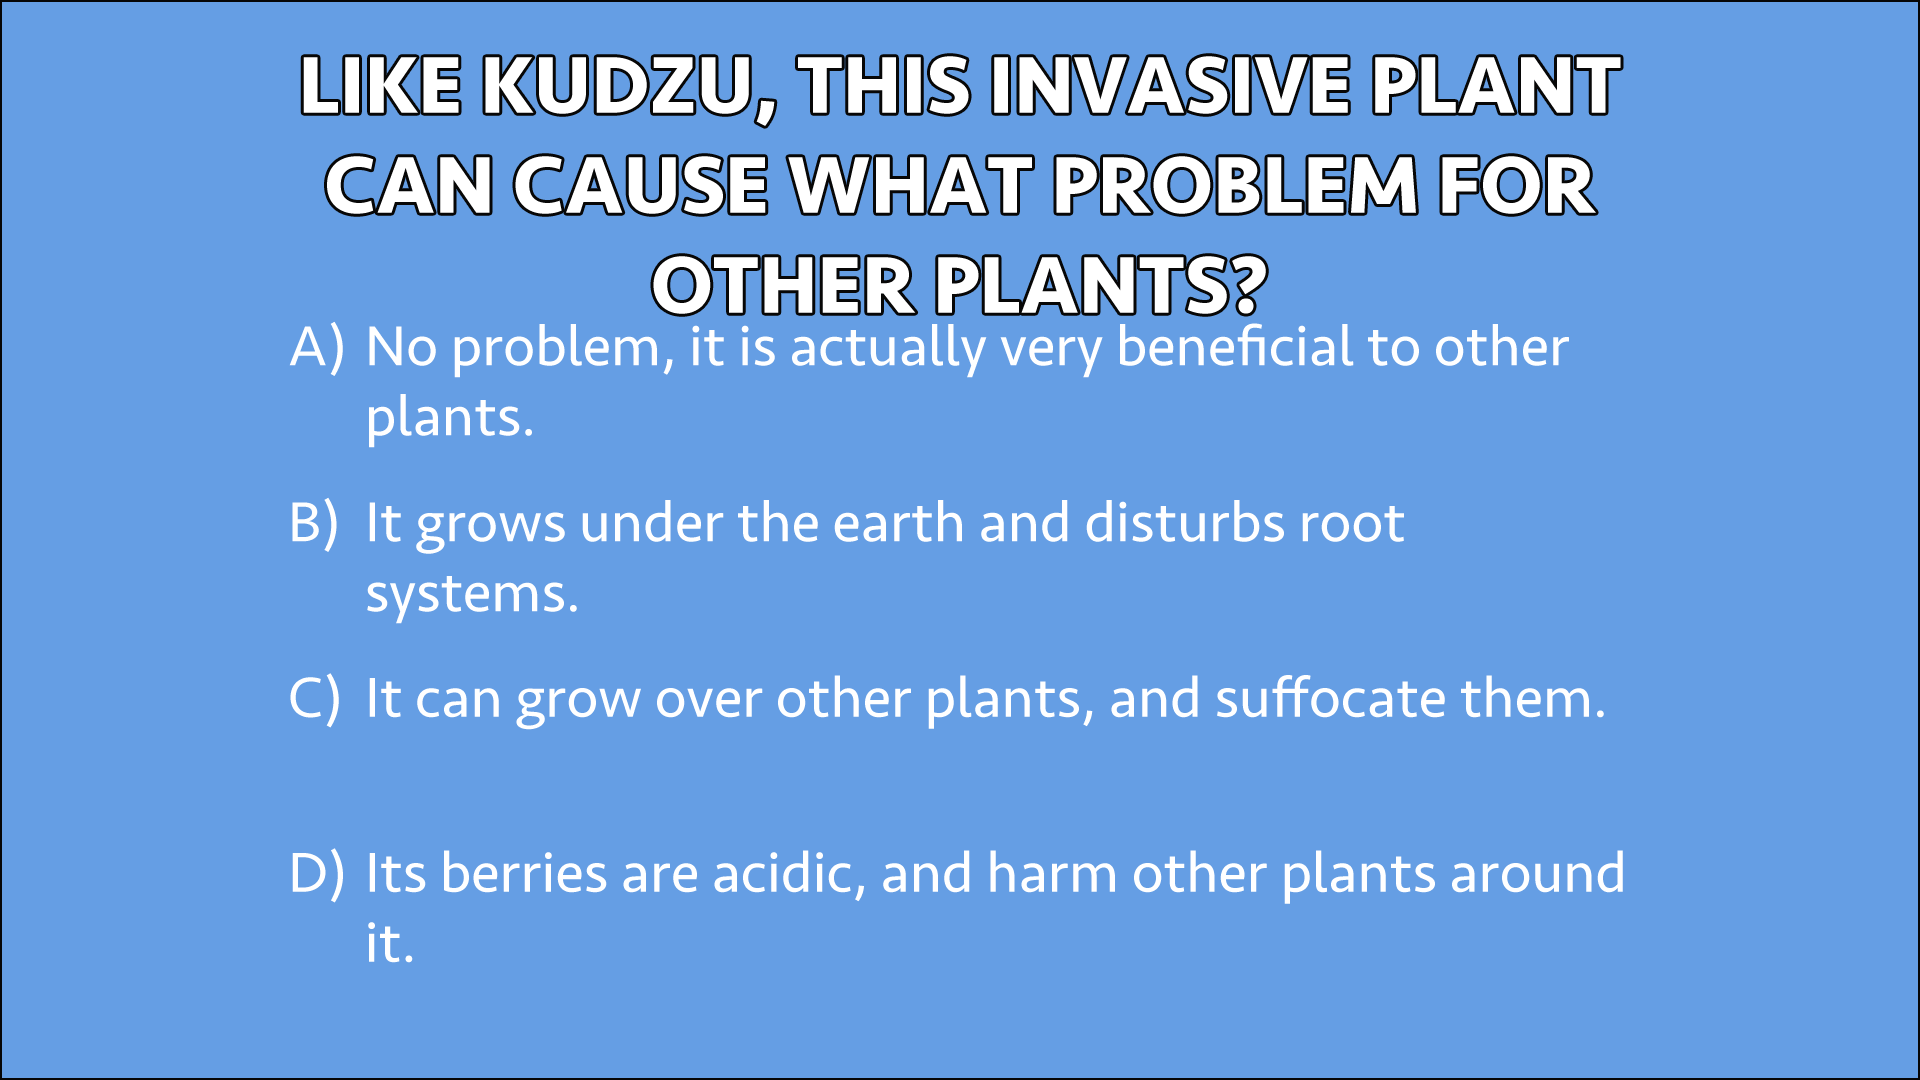 LIKE KUDZU, THIS INVASIVE PLANT
CAN CAUSE WHAT PROBLEM FOR
OTHER PLANTS?
A) No problem, it is actually very beneficial to other
plants.
B) It grows under the earth and disturbs root
systems.
C) It can grow over other plants, and suffocate them.
D) Its berries are acidic, and harm other plants around
it.